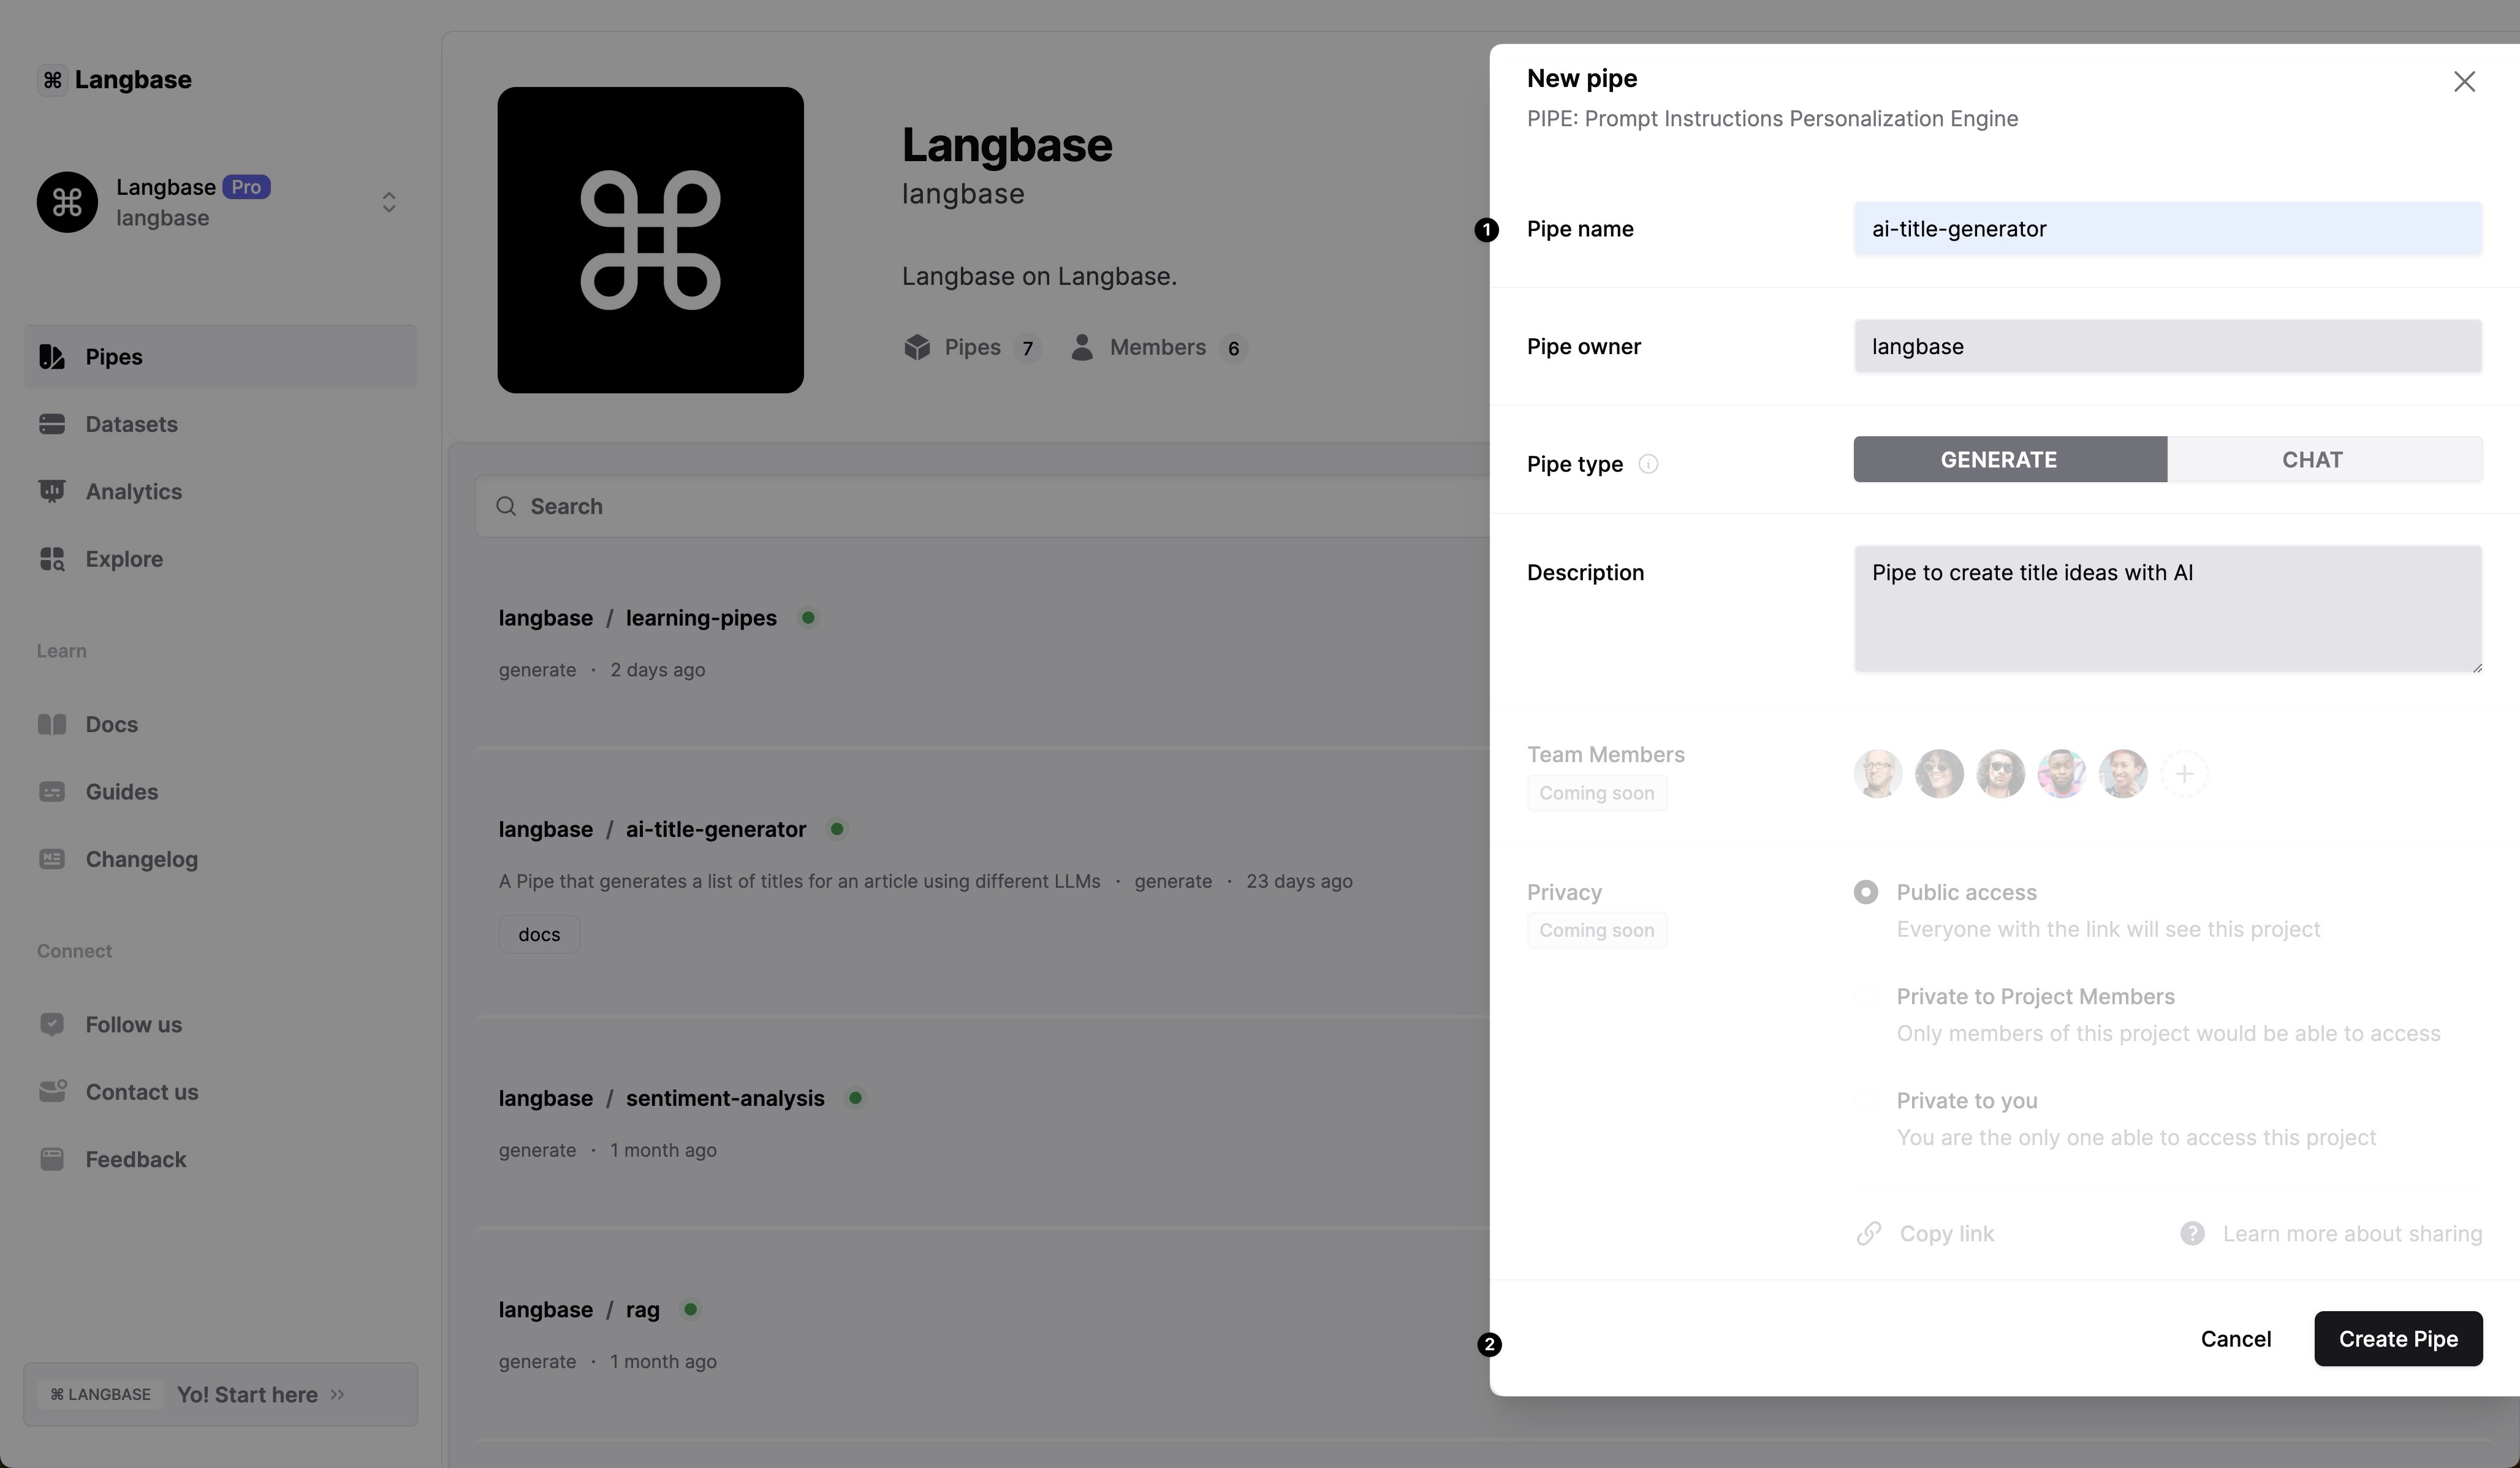 Langbase
Langbase Pro
langbase
Pipes
Datasets
Analytics
Explore
Learn
Docs
Guides
Changelog
Connect
Follow us
Contact us
Feedback
⌘ LANGBASE Yo! Start here
Langbase
langbase
Langbase on Langbase.
Pipes 7 Members 6
Search
langbase / learning-pipes
generate · 2 days ago
langbase / ai-title-generator
A Pipe that generates a list of titles for an article using different LLMs · generate · 23 days ago
docs
langbase / sentiment-analysis
generate · 1 month ago
langbase / rag
generate · 1 month ago
New pipe
PIPE: Prompt Instructions Personalization Engine
1 Pipe name ai-title-generator
Pipe owner langbase
Pipe type GENERATE CHAT
Description Pipe to create title ideas with AI
Team Members
Coming soon
Privacy
Coming soon
Public access
Everyone with the link will see this project
Private to Project Members
Only members of this project would be able to access
Private to you
You are the only one able to access this project
Copy link Learn more about sharing
2 Cancel Create Pipe